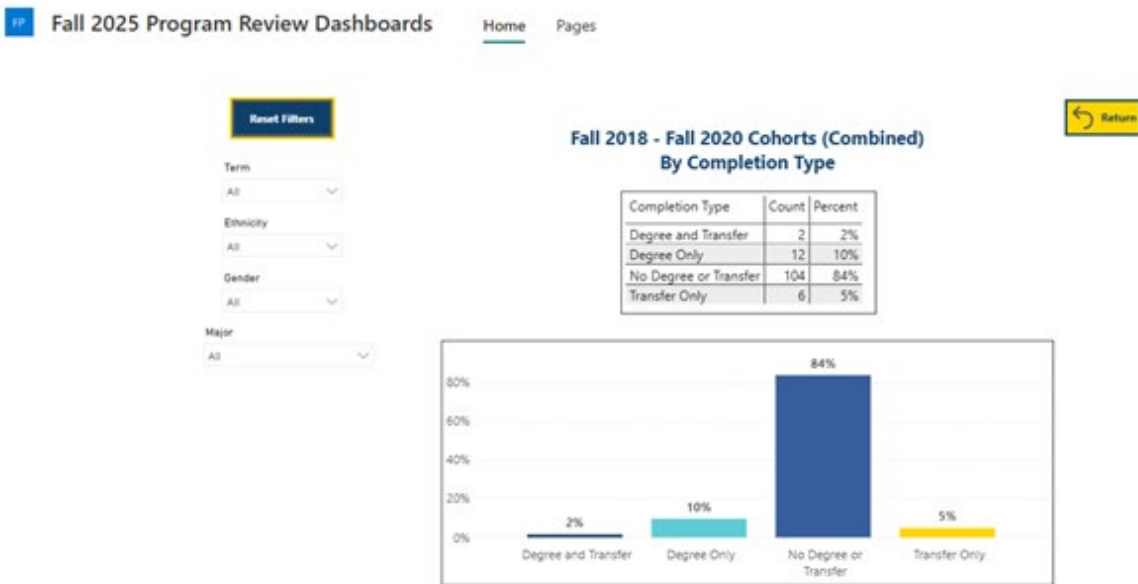 FP Fall 2025 Program Review Dashboards Home Pages
Reset Filters
Return
Term
All
Ethnicity
All
Gender
All
Major
All
Fall 2018 - Fall 2020 Cohorts (Combined)
By Completion Type
Completion Type Count Percent
Degree and Transfer 2 2%
Degree Only 12 10%
No Degree or Transfer 104 84%
Transfer Only 6 5%
80%
60%
40%
20%
0%
2%
10%
84%
5%
Degree and Transfer
Degree Only
No Degree or
Transfer
Transfer Only